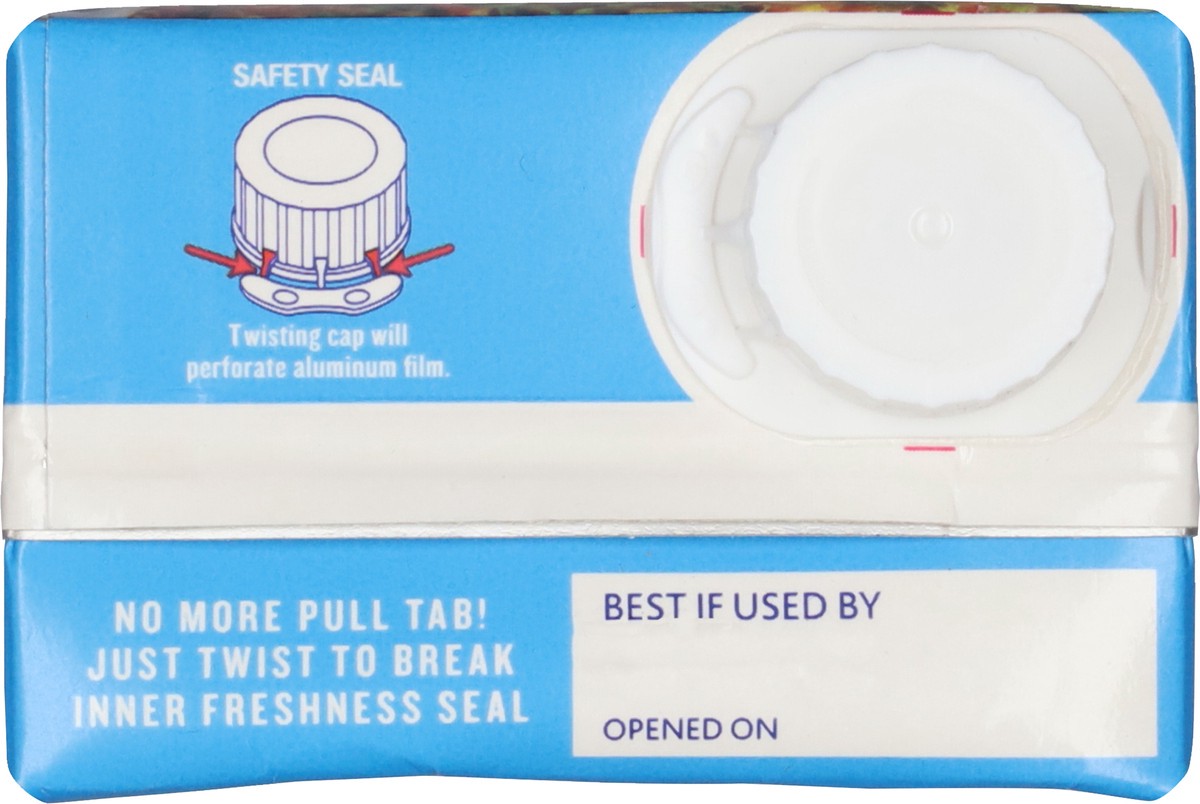 SAFETY SEAL
Twisting cap will
perforate aluminum film.
NO MORE PULL TAB!
JUST TWIST TO BREAK
INNER FRESHNESS SEAL
BEST IF USED BY
OPENED ON